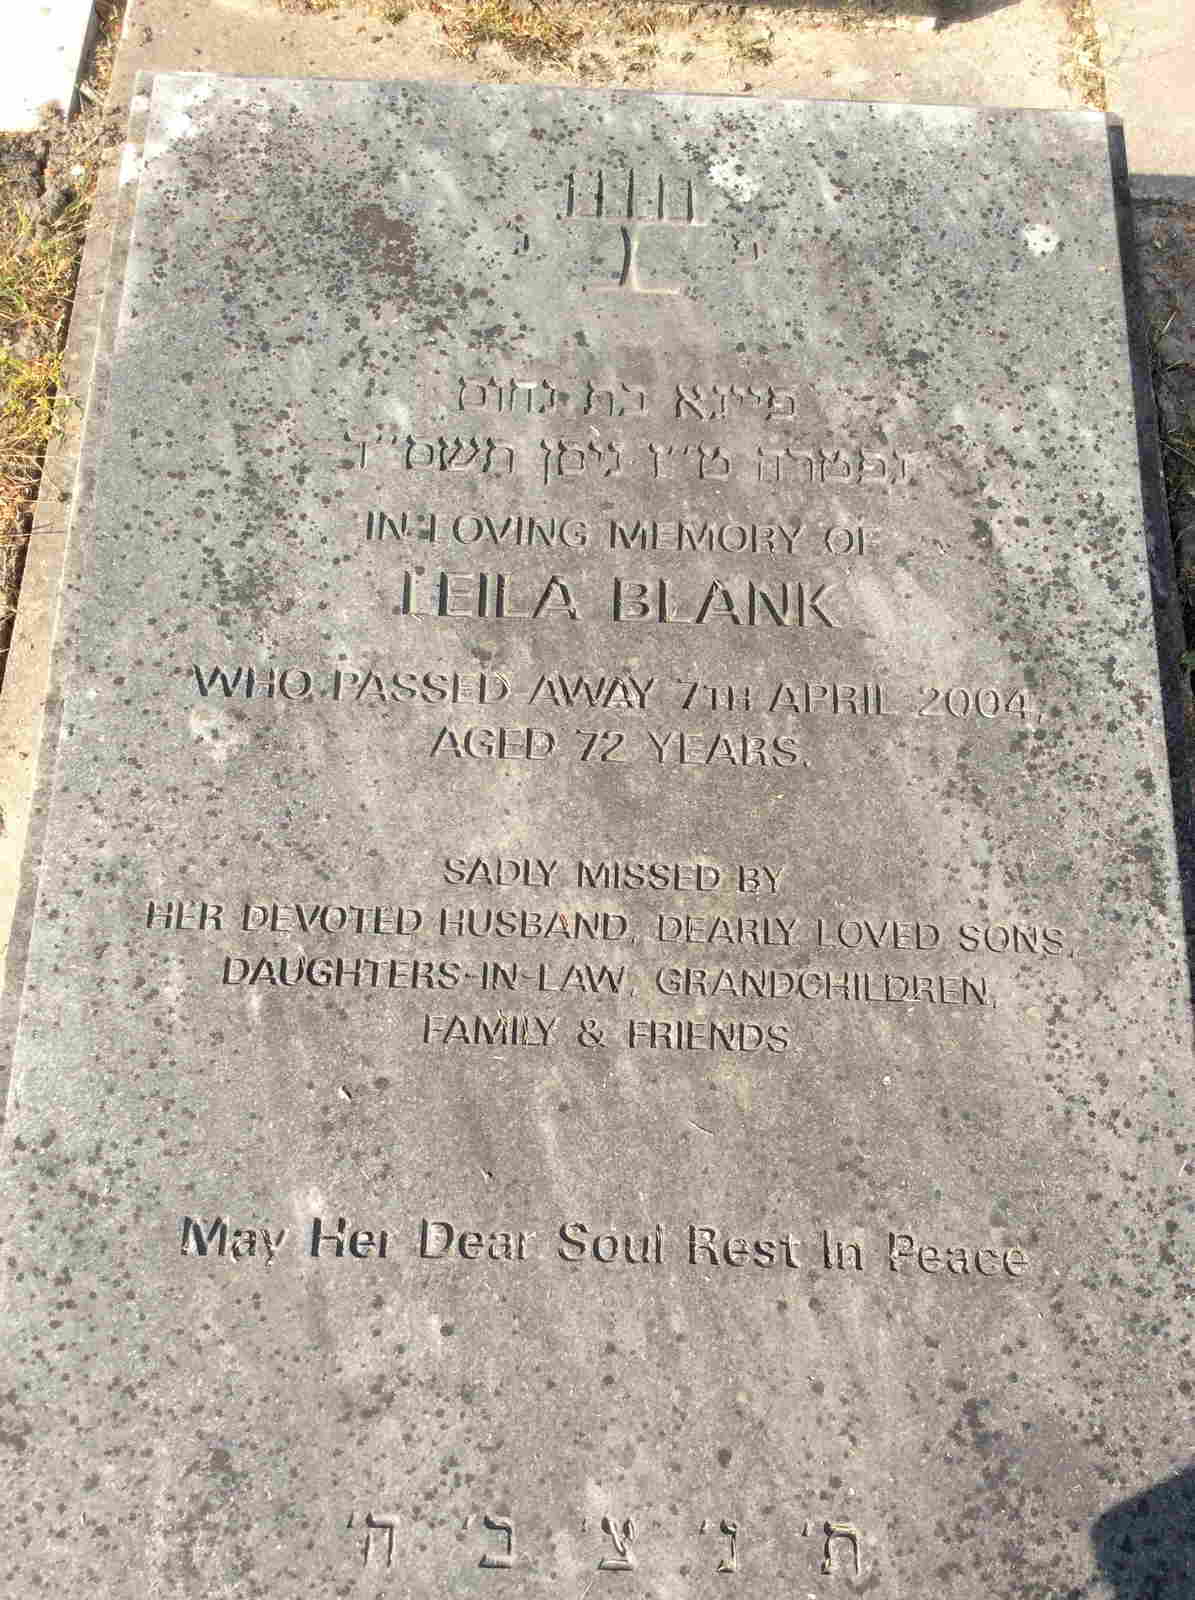 פייגא בת נחום
נפטרה ט״ז ניסן תשס״ד
IN LOVING MEMORY OF
LEILA BLANK
WHO PASSED AWAY 7TH APRIL 2004,
AGED 72 YEARS.
SADLY MISSED BY
HER DEVOTED HUSBAND, DEARLY LOVED SONS,
DAUGHTERS-IN-LAW, GRANDCHILDREN,
FAMILY & FRIENDS
May Her Dear Soul Rest In Peace
ת׳ נ׳ צ׳ ב׳ ה׳